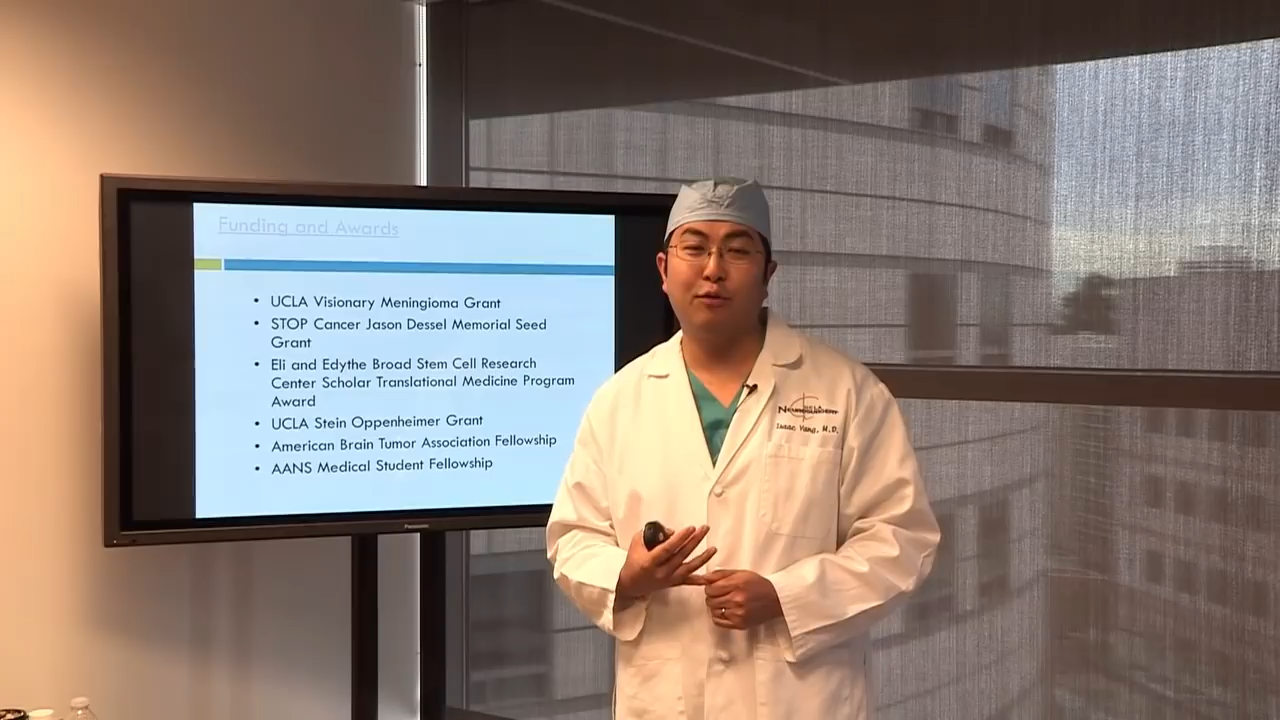 Funding and Awards
• UCLA Visionary Meningioma Grant
• STOP Cancer Jason Dessel Memorial Seed
Grant
• Eli and Edythe Broad Stem Cell Research
Center Scholar Translational Medicine Program
Award
• UCLA Stein Oppenheimer Grant
• American Brain Tumor Association Fellowship
• AANS Medical Student Fellowship
Panasonic
UCLA
NEUROSURGERY
Isaac Yang, M.D.